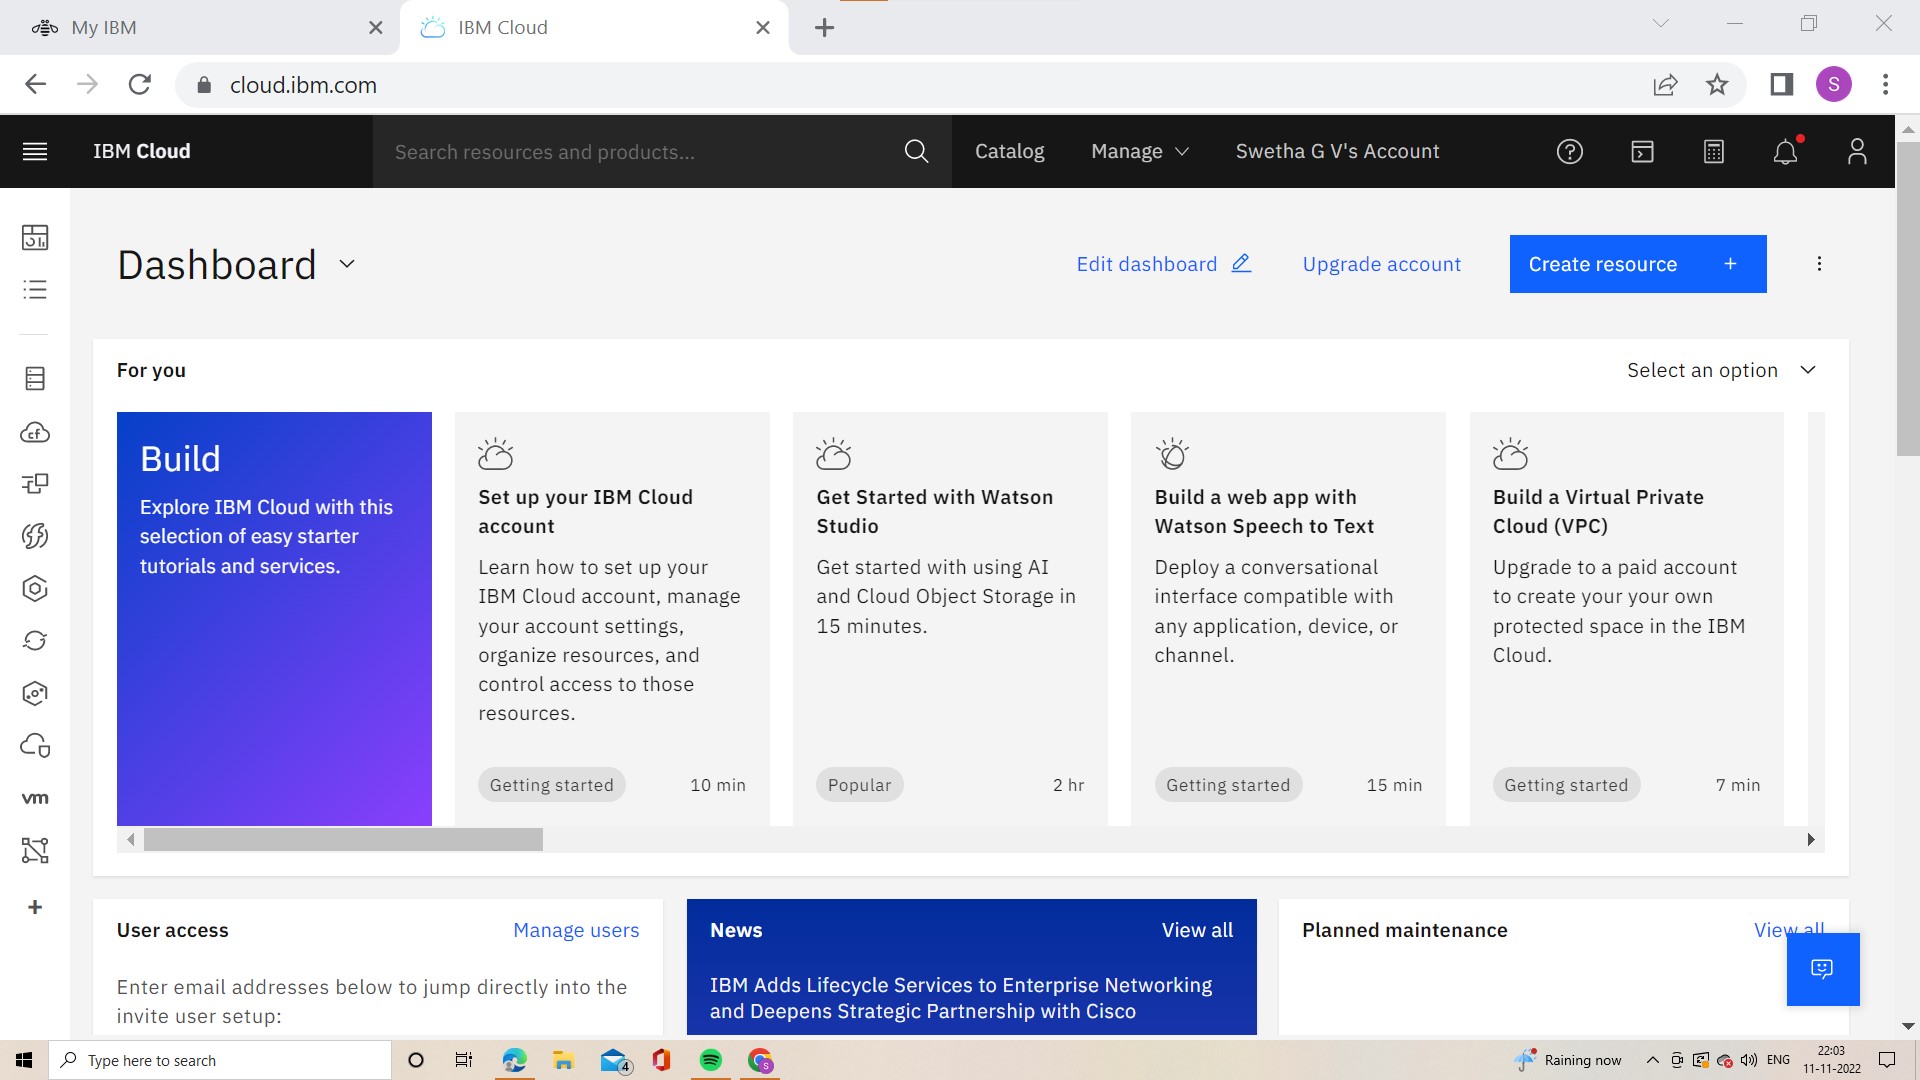 My IBM
IBM Cloud
cloud.ibm.com
S
IBM Cloud
Search resources and products...
Catalog
Manage
Swetha G V's Account
Dashboard
Edit dashboard
Upgrade account
Create resource +
For you
Select an option
Build
Explore IBM Cloud with this
selection of easy starter
tutorials and services.
Set up your IBM Cloud
account
Learn how to set up your
IBM Cloud account, manage
your account settings,
organize resources, and
control access to those
resources.
Getting started
10 min
Get Started with Watson
Studio
Get started with using AI
and Cloud Object Storage in
15 minutes.
Popular
2 hr
Build a web app with
Watson Speech to Text
Deploy a conversational
interface compatible with
any application, device, or
channel.
Getting started
15 min
Build a Virtual Private
Cloud (VPC)
Upgrade to a paid account
to create your your own
protected space in the IBM
Cloud.
Getting started
7 min
cf
vm
User access
Manage users
Enter email addresses below to jump directly into the
invite user setup:
News
View all
IBM Adds Lifecycle Services to Enterprise Networking
and Deepens Strategic Partnership with Cisco
Planned maintenance
View all
Type here to search
4
S
Raining now
ENG
22:03
11-11-2022